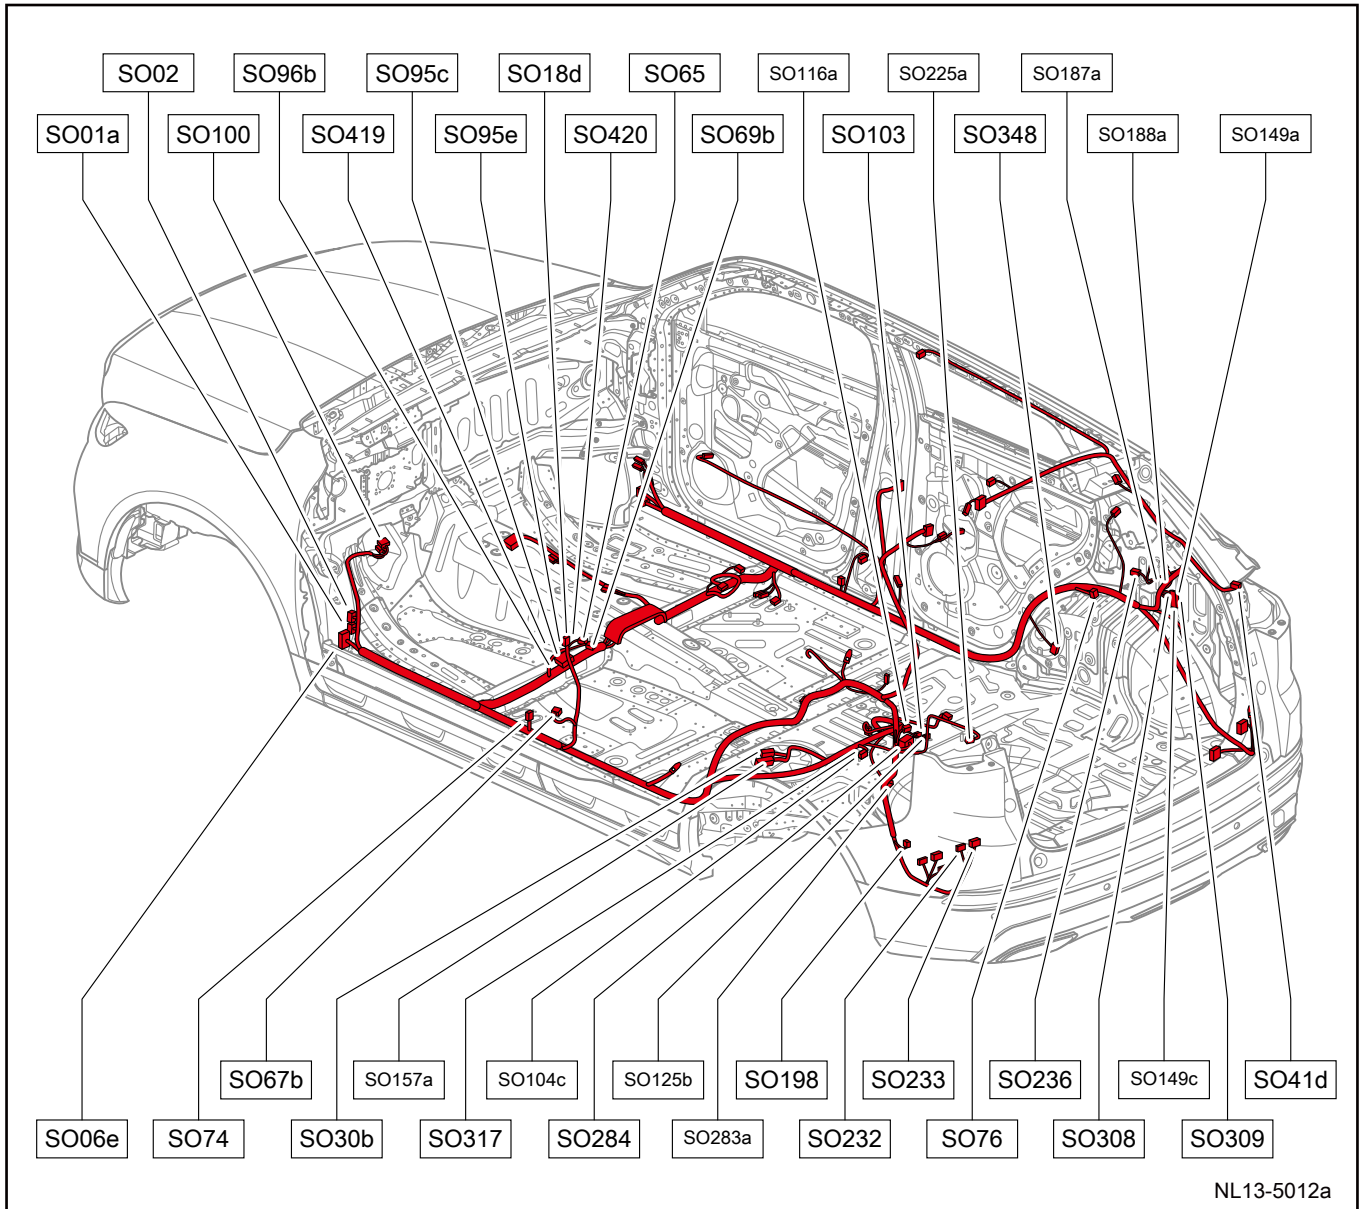 SO02 SO96b SO95c SO18d SO65 SO116a SO225a SO187a
SO01a SO100 SO419 SO95e SO420 SO69b SO103 SO348 SO188a SO149a
SO67b SO157a SO104c SO125b SO198 SO233 SO236 SO149c SO41d
SO06e SO74 SO30b SO317 SO284 SO283a SO232 SO76 SO308 SO309
NL13-5012a